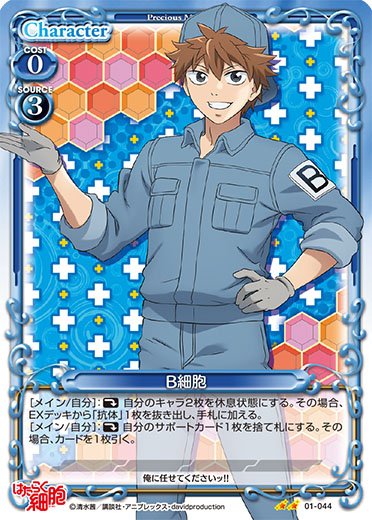 Precious M
Character
COST
0
SOURCE
3
B
B細胞
[メイン/自分]: 自分のキャラ2枚を休息状態にする。その場合、
EXデッキから「抗体」1枚を抜き出し、手札に加える。
[メイン/自分]: 自分のサポートカード1枚を捨て札にする。その
場合、カードを1枚引く。
俺に任せてくださいッ!!
はたらく
細胞
©清水茜/講談社・アニプレックス・davidproduction
01-044